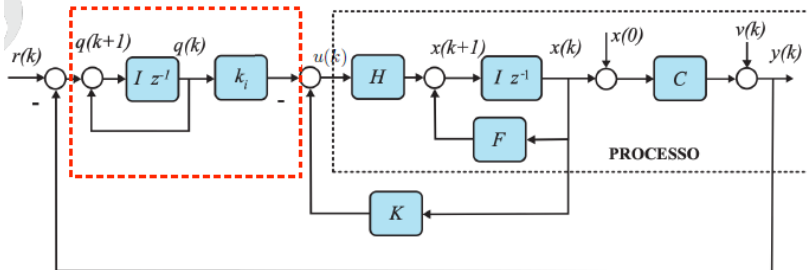 r(k)
-
q(k+1)
q(k)
I z⁻¹
kᵢ
-
u(k)
H
x(k+1)
I z⁻¹
x(k)
x(0)
C
v(k)
y(k)
F
PROCESSO
K